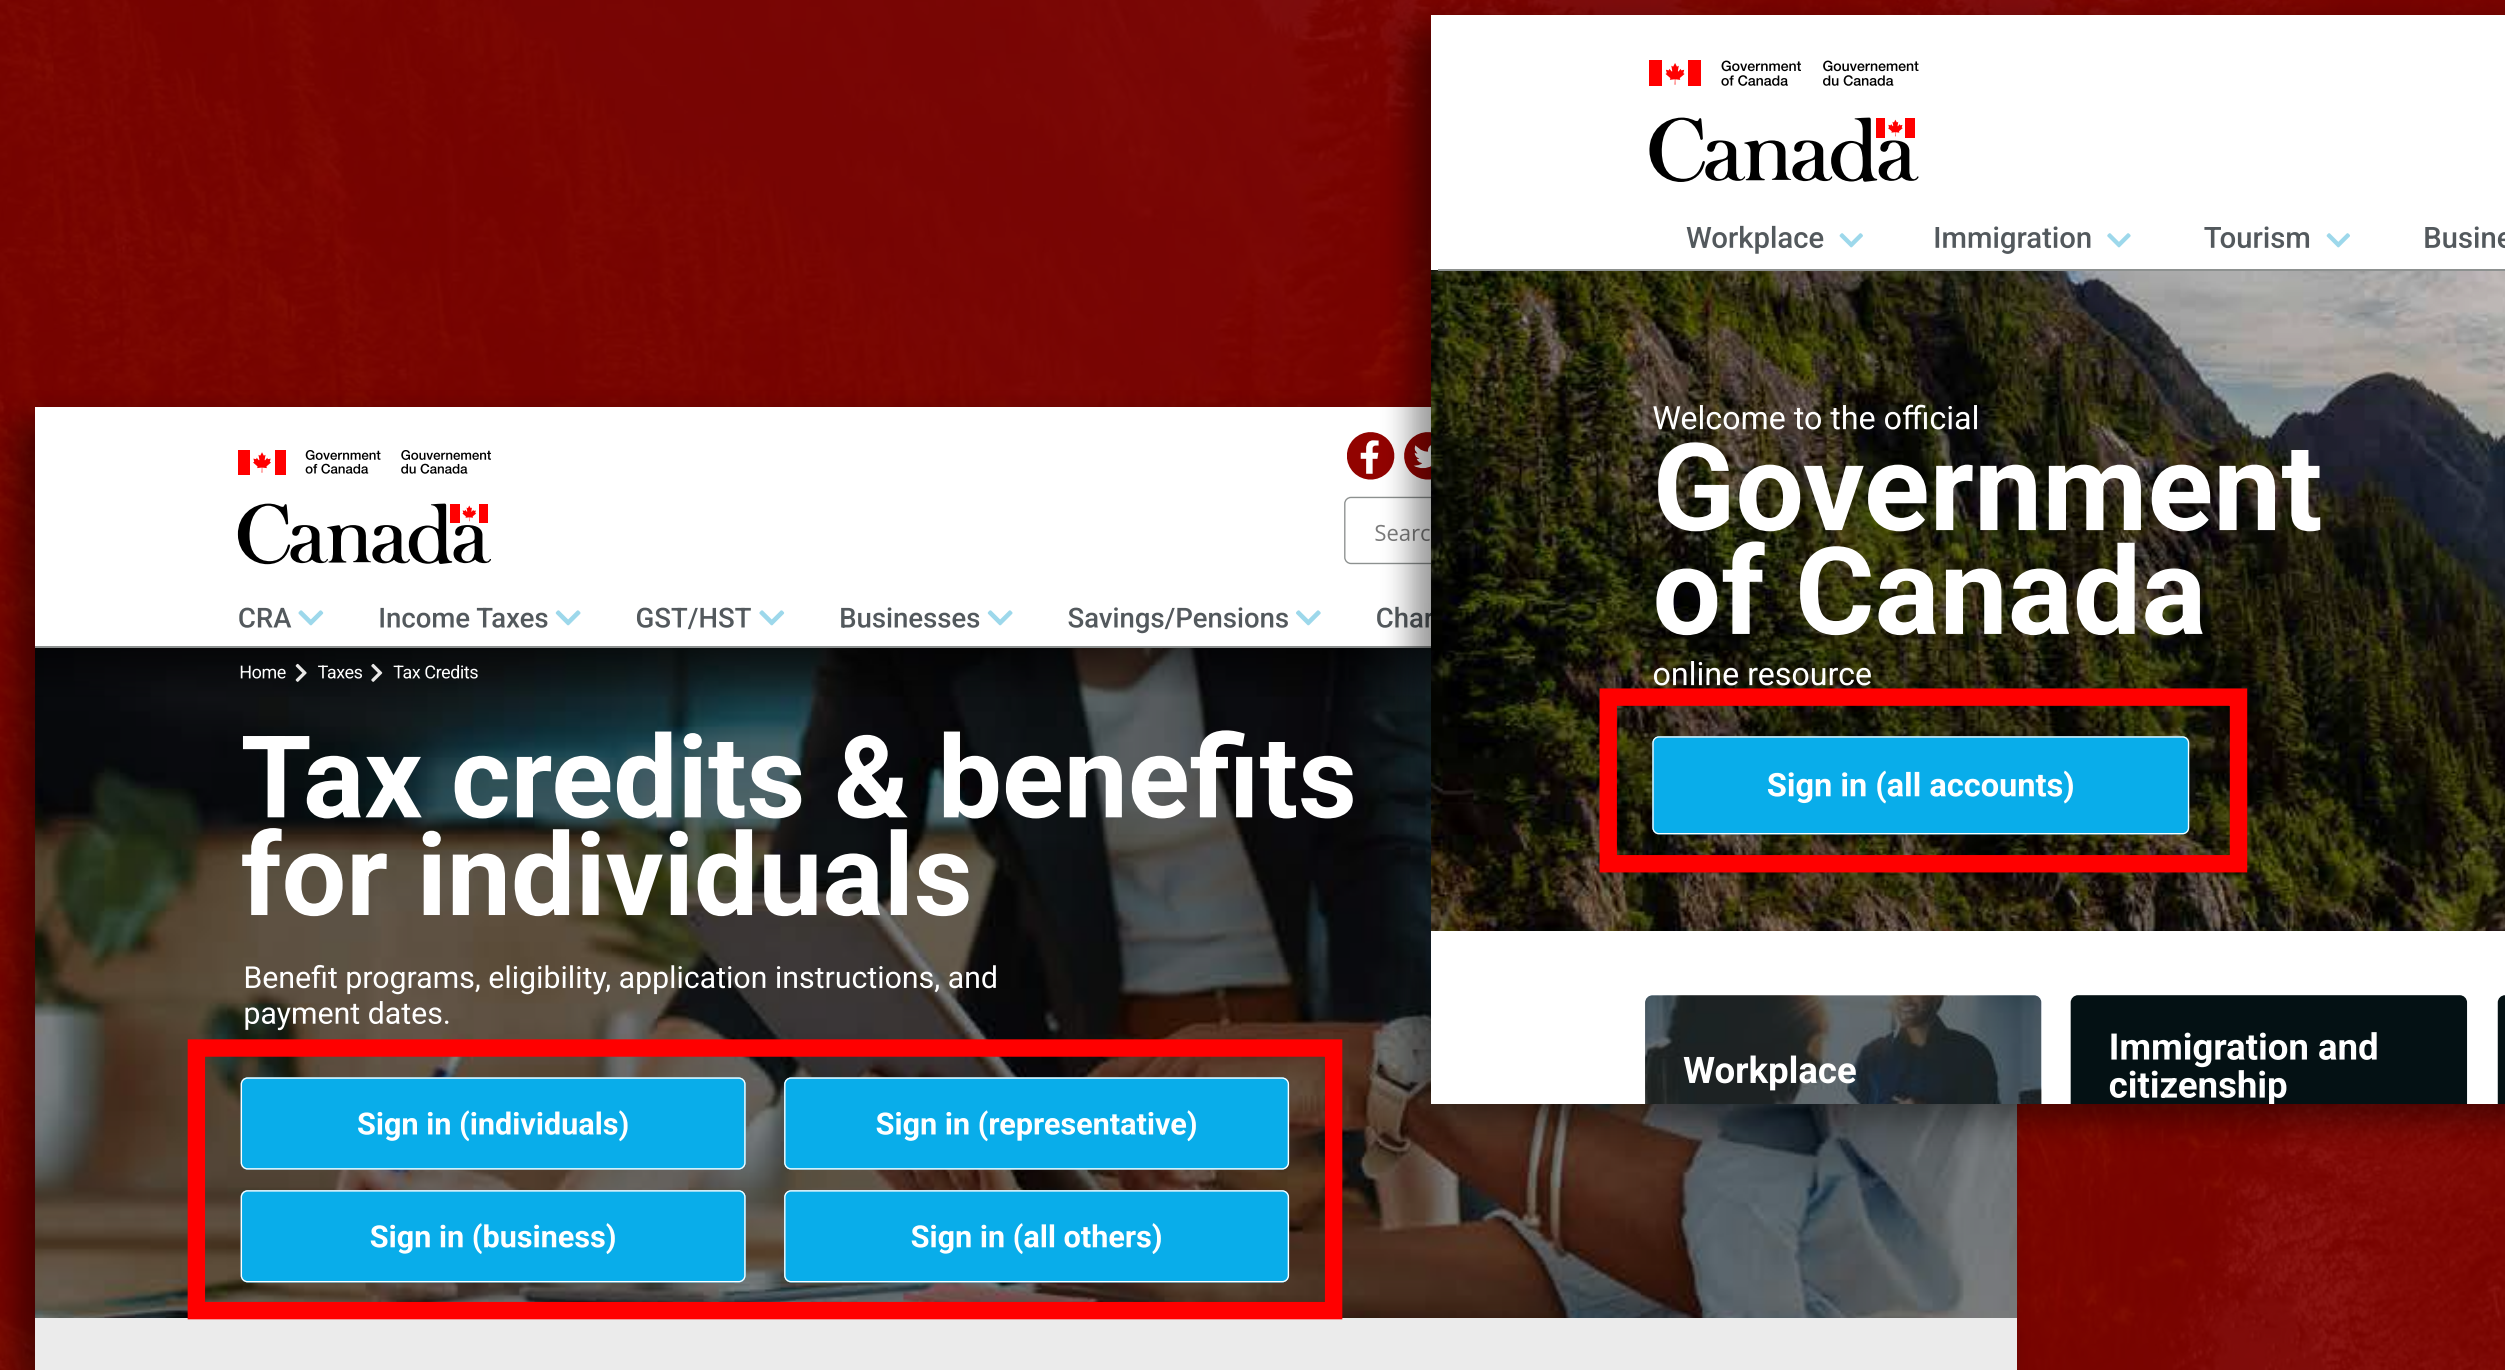 Government
of Canada
Gouvernement
du Canada
Canada
Workplace
Immigration
Tourism
Welcome to the official
Government
of Canada
online resource
Sign in (all accounts)
Workplace
Immigration and
citizenship
Government
of Canada
Gouvernement
du Canada
Canada
CRA
Income Taxes
GST/HST
Businesses
Savings/Pensions
Home
Taxes
Tax Credits
Tax credits & benefits
for individuals
Benefit programs, eligibility, application instructions, and
payment dates.
Sign in (individuals)
Sign in (representative)
Sign in (business)
Sign in (all others)